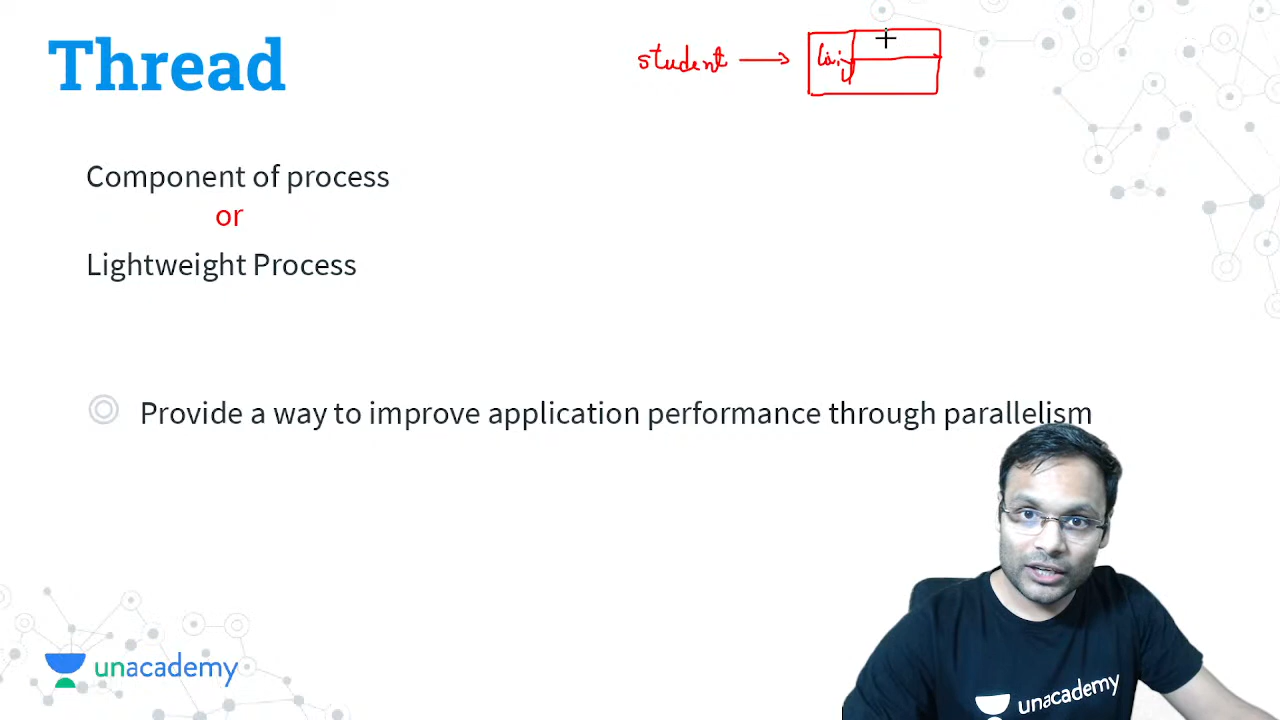 Thread
student
Component of process
or
Lightweight Process
Provide a way to improve application performance through parallelism
unacademy
unacademy